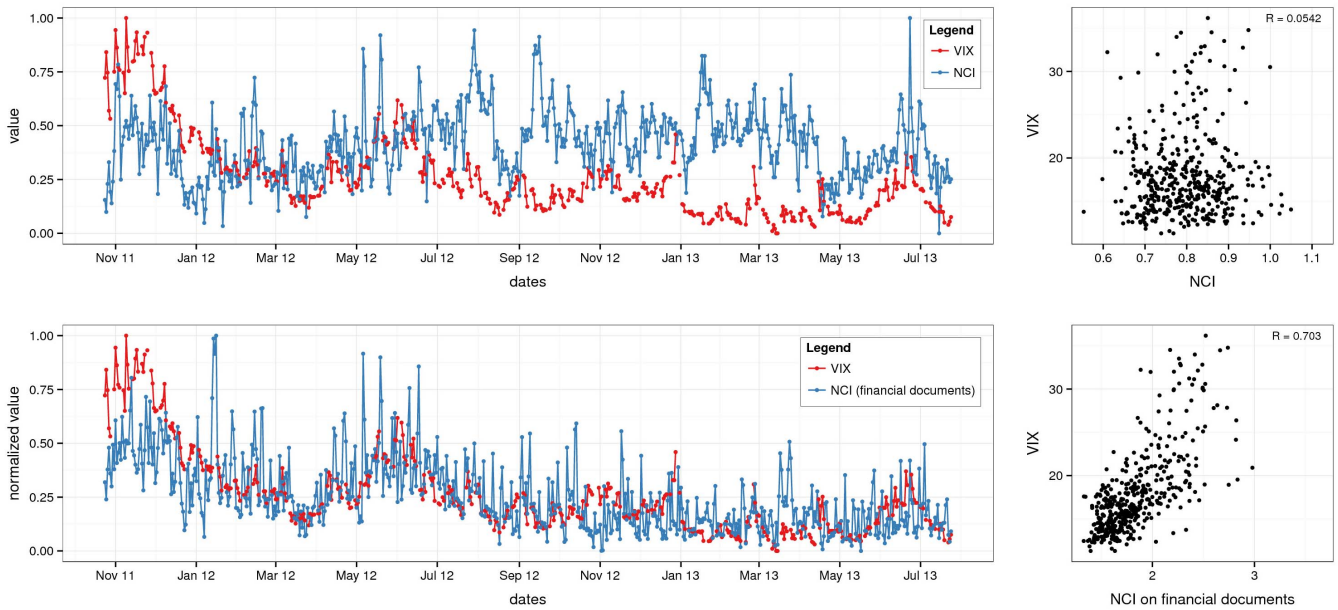 1.00
0.75
0.50
0.25
0.00
value
Legend
VIX
NCI
Nov 11 Jan 12 Mar 12 May 12 Jul 12 Sep 12 Nov 12 Jan 13 Mar 13 May 13 Jul 13
dates
R = 0.0542
30
20
VIX
0.6 0.7 0.8 0.9 1.0 1.1
NCI
1.00
0.75
0.50
0.25
0.00
normalized value
Legend
VIX
NCI (financial documents)
Nov 11 Jan 12 Mar 12 May 12 Jul 12 Sep 12 Nov 12 Jan 13 Mar 13 May 13 Jul 13
dates
R = 0.703
30
20
VIX
2 3
NCI on financial documents